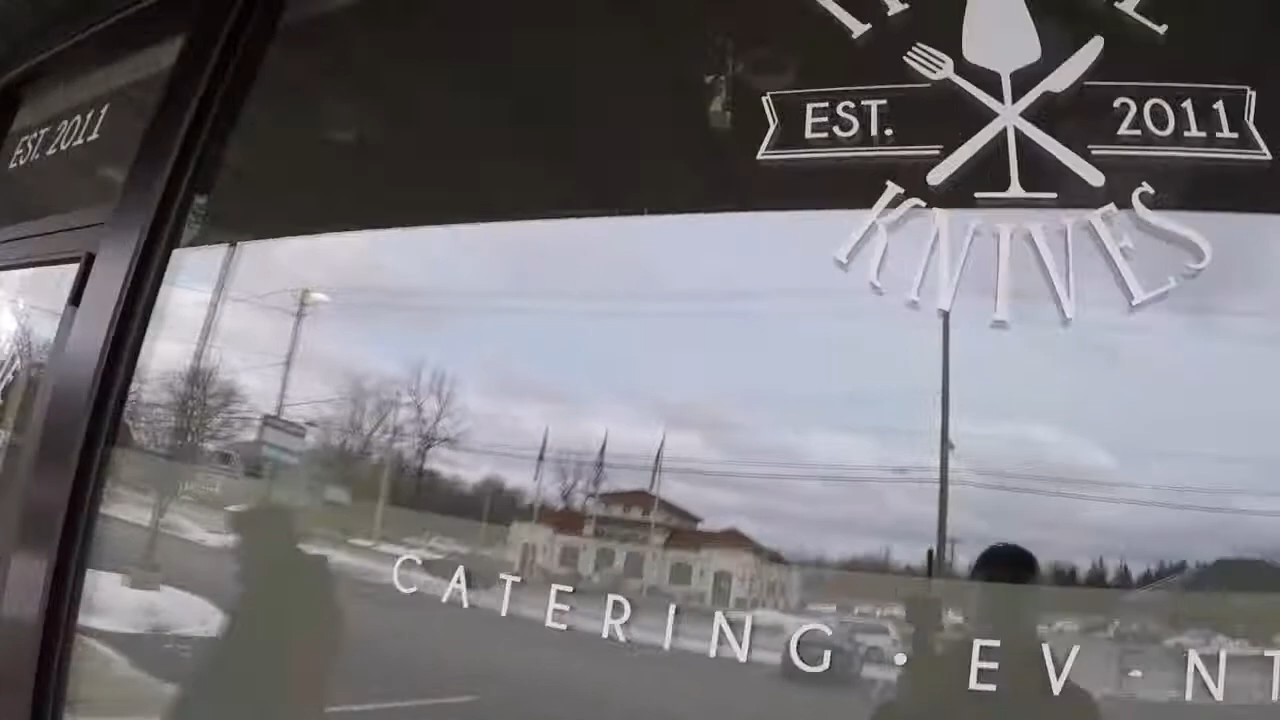 EST. 2011
EST. 2011
KNIVES
CATERING · EV-NT